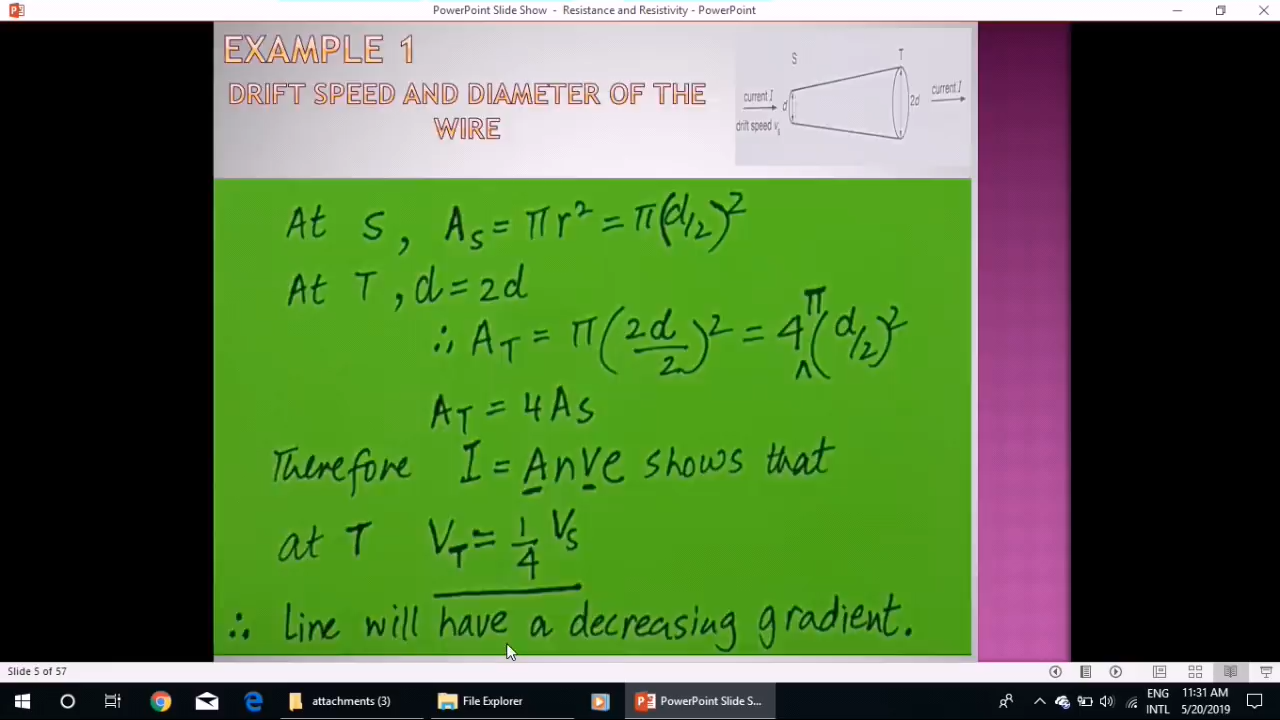 PowerPoint Slide Show - Resistance and Resistivity - PowerPoint
EXAMPLE 1
DRIFT SPEED AND DIAMETER OF THE
WIRE
S
T
current I
d
2d
current I
drift speed vs
At S, As = πr² = π(d/2)²
At T, d = 2d
∴ AT = π(2d/2)² = 4π(d/2)²
AT = 4As
Therefore I = Anve shows that
at T VT = 1/4 Vs
∴ Line will have a decreasing gradient.
Slide 5 of 57
attachments (3)
File Explorer
PowerPoint Slide S...
ENG
INTL
11:31 AM
5/20/2019